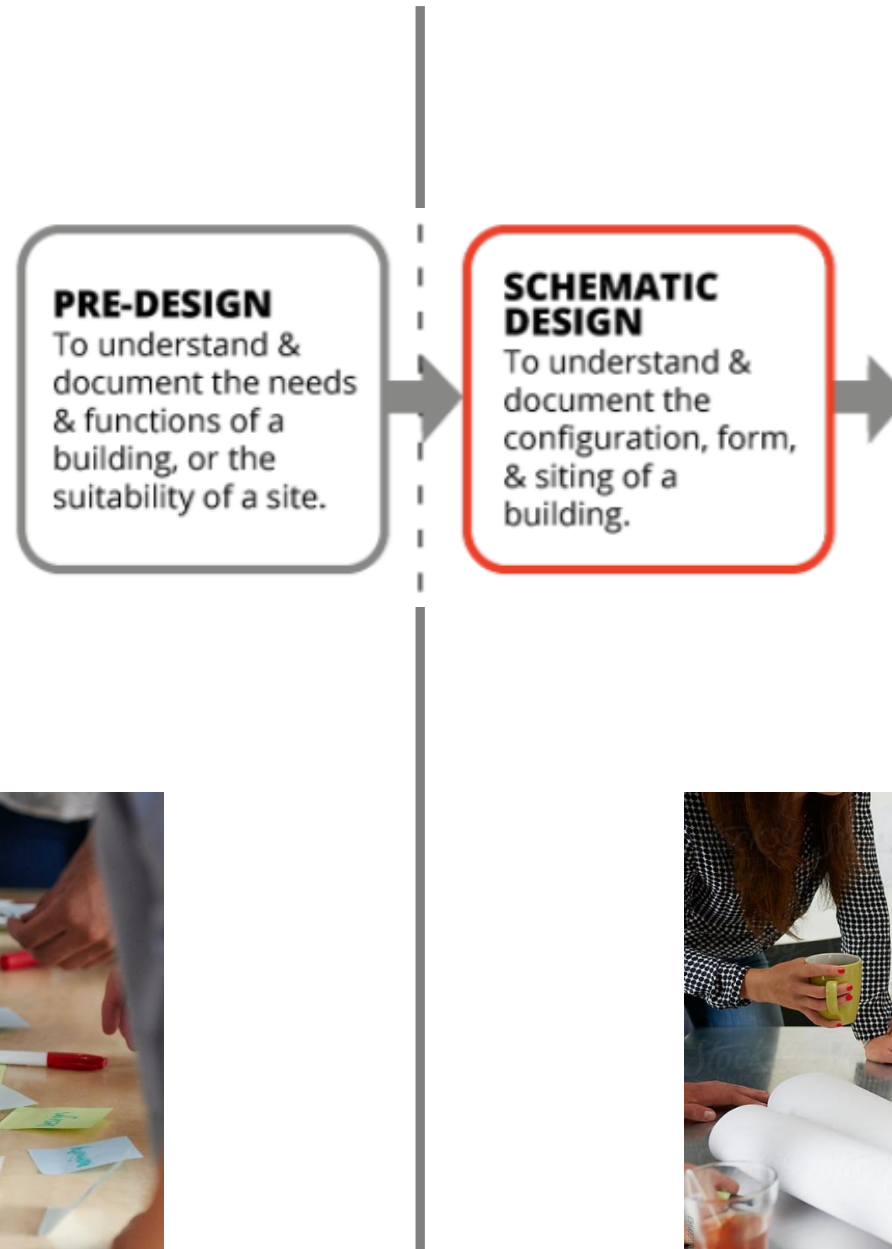 PRE-DESIGN
To understand &
document the needs
& functions of a
building, or the
suitability of a site.
SCHEMATIC
DESIGN
To understand &
document the
configuration, form,
& siting of a
building.